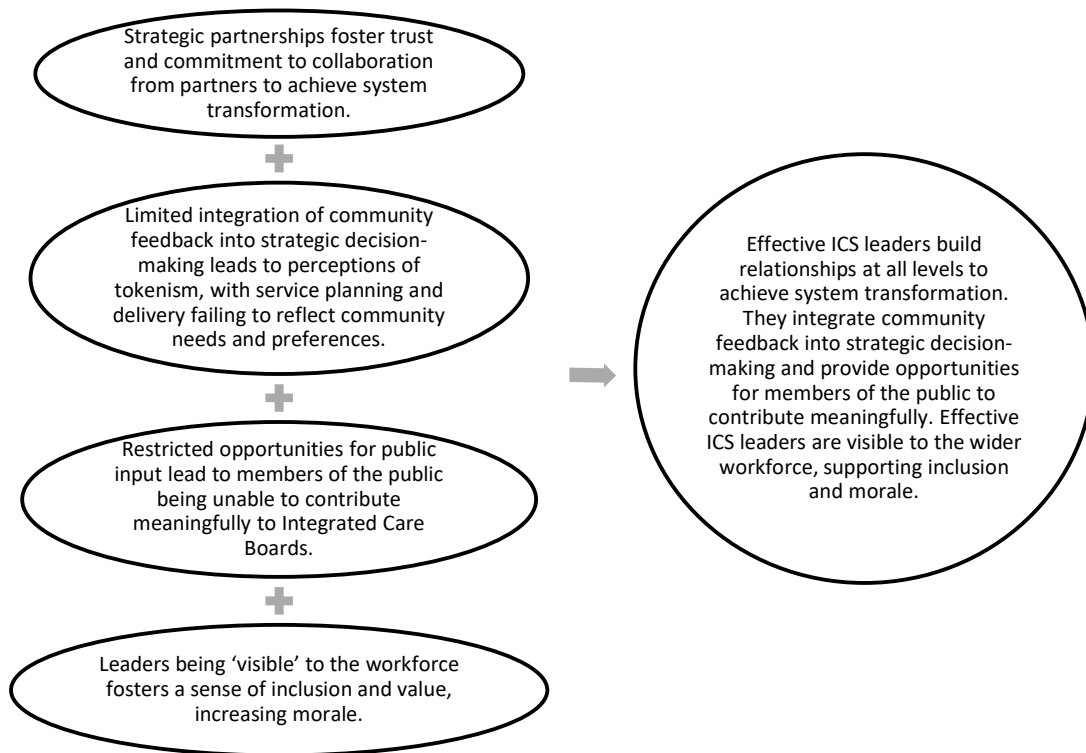 Strategic partnerships foster trust
and commitment to collaboration
from partners to achieve system
transformation.
Limited integration of community
feedback into strategic decision-
making leads to perceptions of
tokenism, with service planning and
delivery failing to reflect community
needs and preferences.
Restricted opportunities for public
input lead to members of the public
being unable to contribute
meaningfully to Integrated Care
Boards.
Leaders being ‘visible’ to the workforce
fosters a sense of inclusion and value,
increasing morale.
Effective ICS leaders build
relationships at all levels to
achieve system transformation.
They integrate community
feedback into strategic decision-
making and provide opportunities
for members of the public to
contribute meaningfully. Effective
ICS leaders are visible to the wider
workforce, supporting inclusion
and morale.